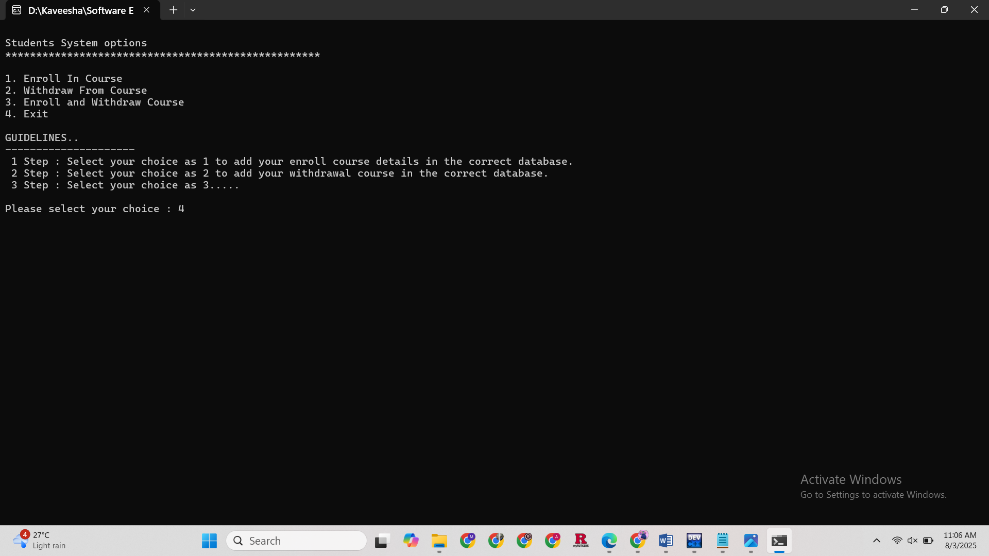 D:\Kaveesha\Software E
Students System options
***************************************************
1. Enroll In Course
2. Withdraw From Course
3. Enroll and Withdraw Course
4. Exit
GUIDELINES..
---------------------
1 Step : Select your choice as 1 to add your enroll course details in the correct database.
2 Step : Select your choice as 2 to add your withdrawal course in the correct database.
3 Step : Select your choice as 3.....
Please select your choice : 4
Activate Windows
Go to Settings to activate Windows.
4
27°C
Light rain
Search
DEV
11:06 AM
8/3/2025